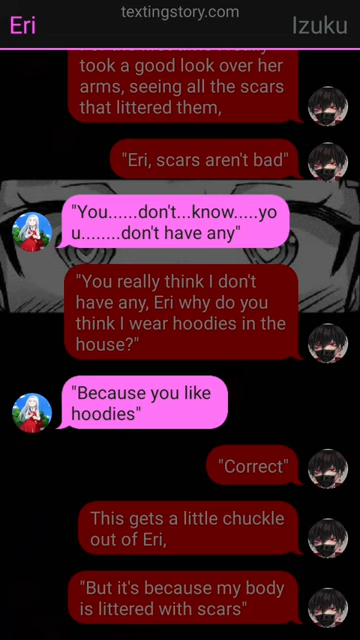 textingstory.com
Eri
Izuku
took a good look over her
arms, seeing all the scars
that littered them,
"Eri, scars aren't bad"
"You......don't...know.....yo
u........don't have any"
"You really think I don't
have any, Eri why do you
think I wear hoodies in the
house?"
"Because you like
hoodies"
"Correct"
This gets a little chuckle
out of Eri,
"But it's because my body
is littered with scars"